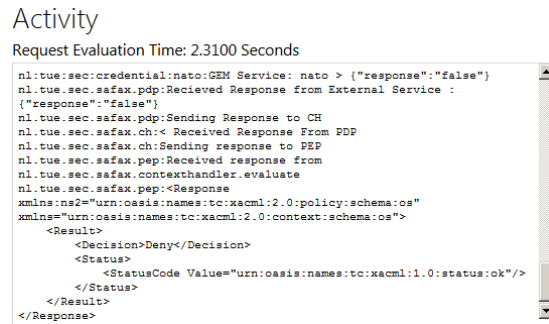 Activity
Request Evaluation Time: 2.3100 Seconds
nl:tue:sec:credential:nato:GEM Service: nato > {"response":"false"}
nl.tue.sec.safax.pdp:Recieved Response from External Service :
{"response":"false"}
nl.tue.sec.safax.pdp:Sending Response to CH
nl.tue.sec.safax.ch:< Received Response From PDP
nl.tue.sec.safax.ch:Sending response to PEP
nl.tue.sec.safax.pep:Received response from
nl.tue.sec.safax.contexthandler.evaluate
nl.tue.sec.safax.pep:<Response
xmlns:ns2="urn:oasis:names:tc:xacml:2.0:policy:schema:os"
xmlns="urn:oasis:names:tc:xacml:2.0:context:schema:os">
<Result>
<Decision>Deny</Decision>
<Status>
<StatusCode Value="urn:oasis:names:tc:xacml:1.0:status:ok"/>
</Status>
</Result>
</Response>